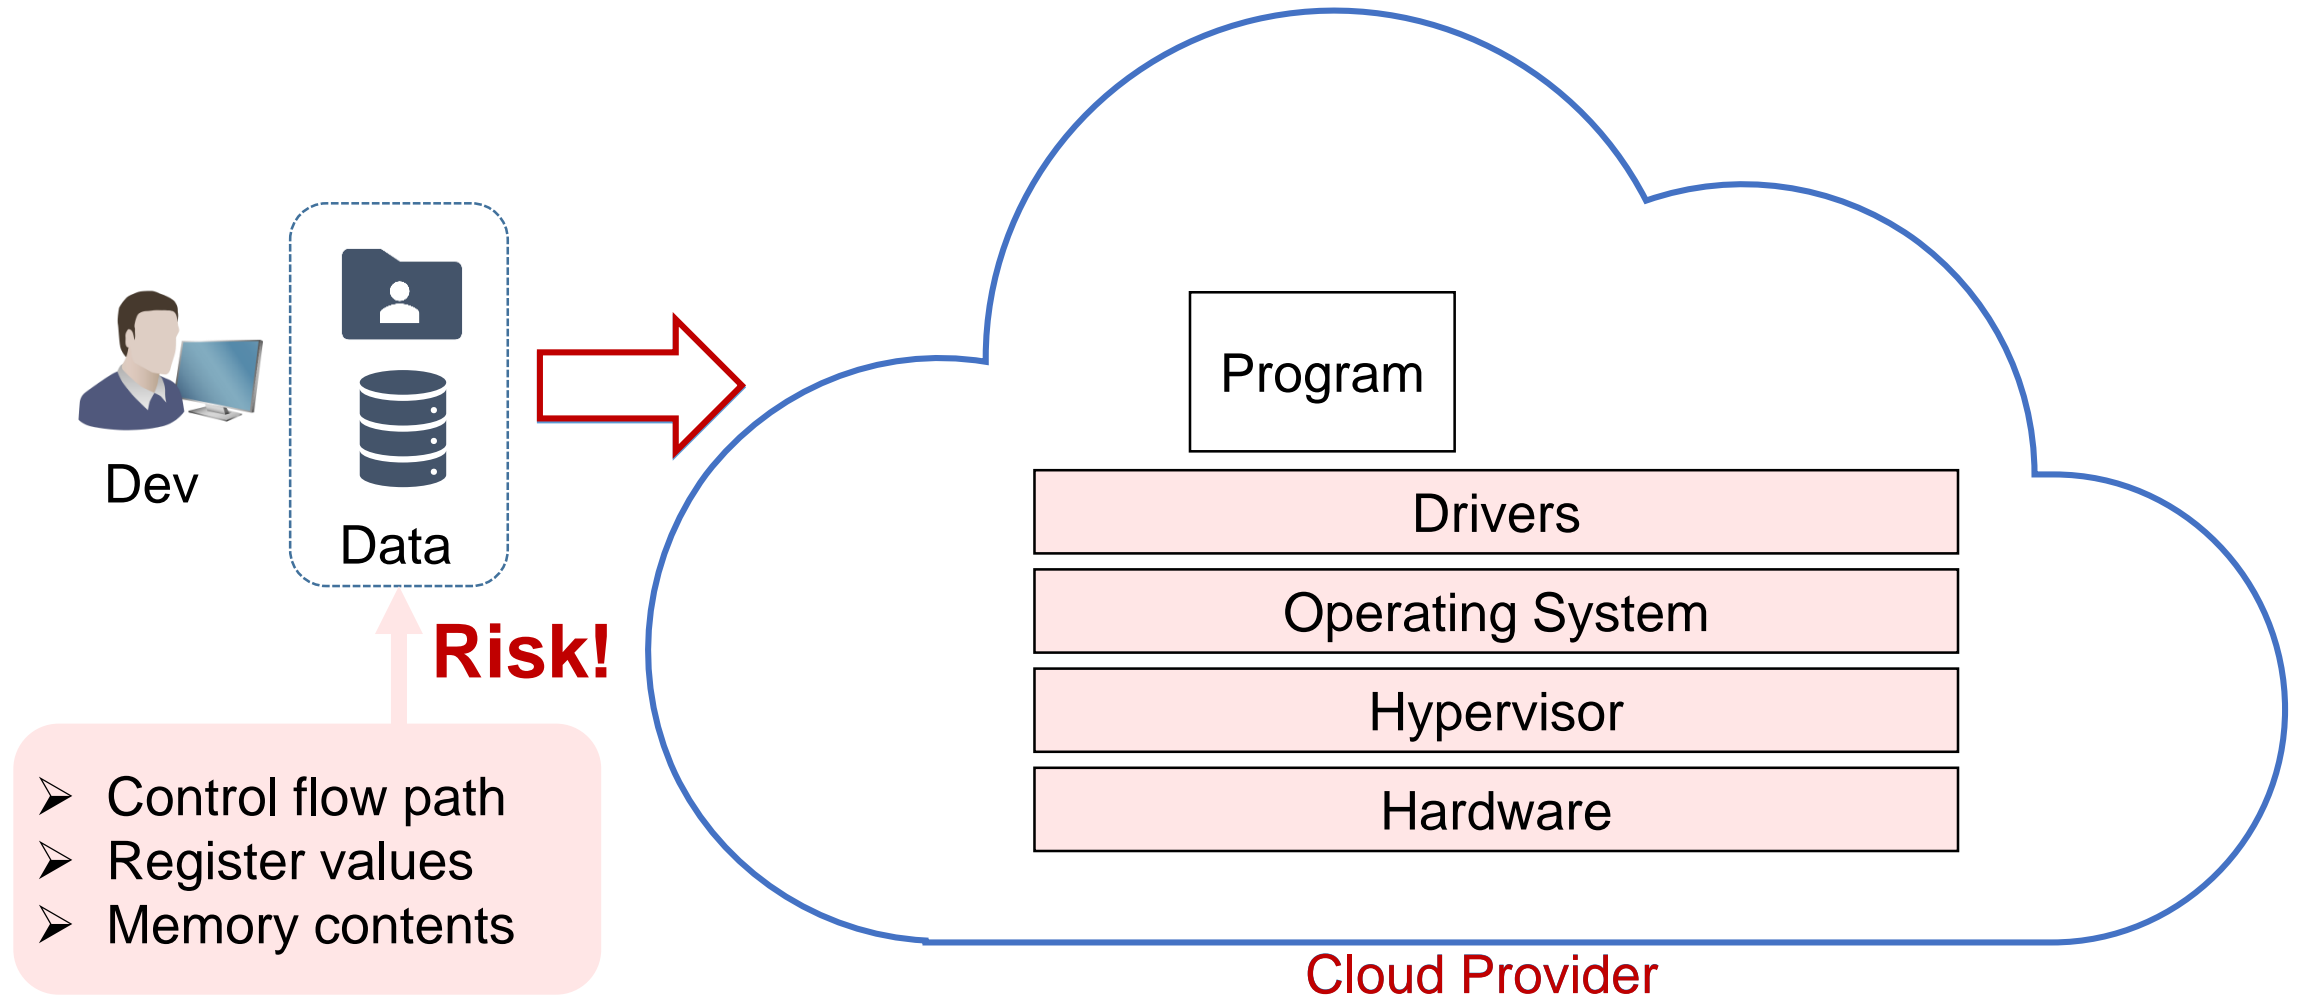 Dev
Data
Risk!
Control flow path
Register values
Memory contents
Program
Drivers
Operating System
Hypervisor
Hardware
Cloud Provider